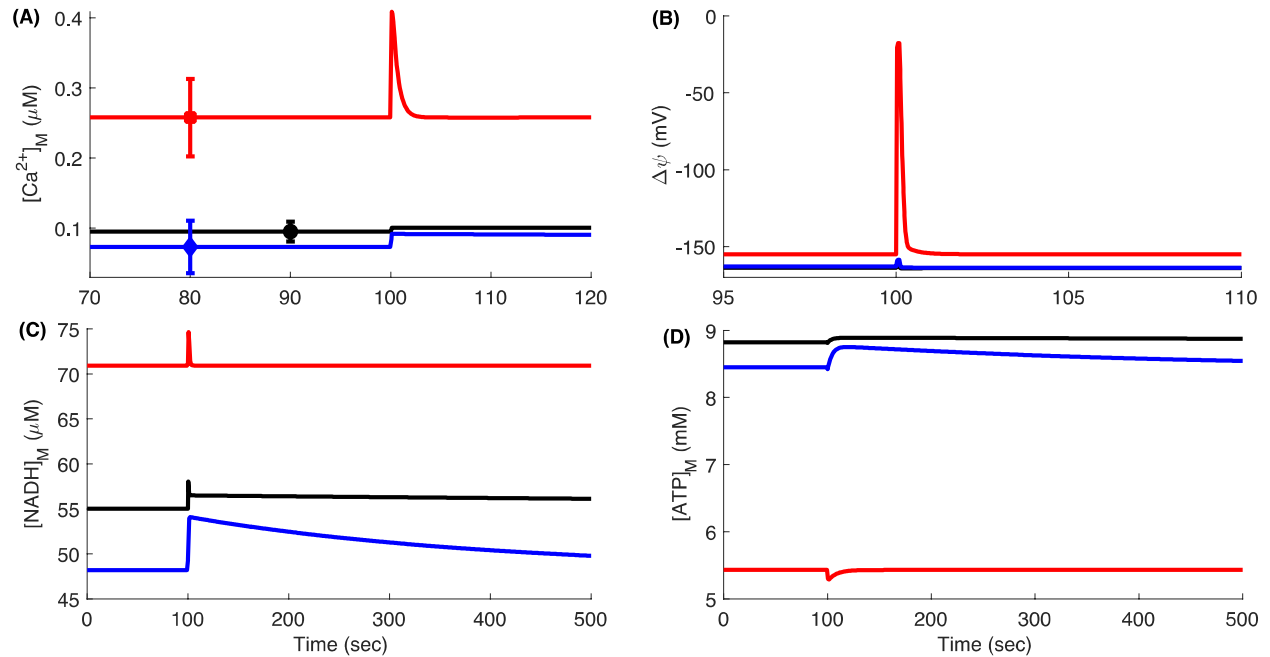 (A)
0.4
0.3
0.2
0.1
[Ca2+]M (μM)
70 80 90 100 110 120
(B)
0
-50
-100
-150
Δψ (mV)
95 100 105 110
(C)
75
70
65
60
55
50
45
[NADH]M (μM)
0 100 200 300 400 500
Time (sec)
(D)
9
8
7
6
5
[ATP]M (mM)
0 100 200 300 400 500
Time (sec)